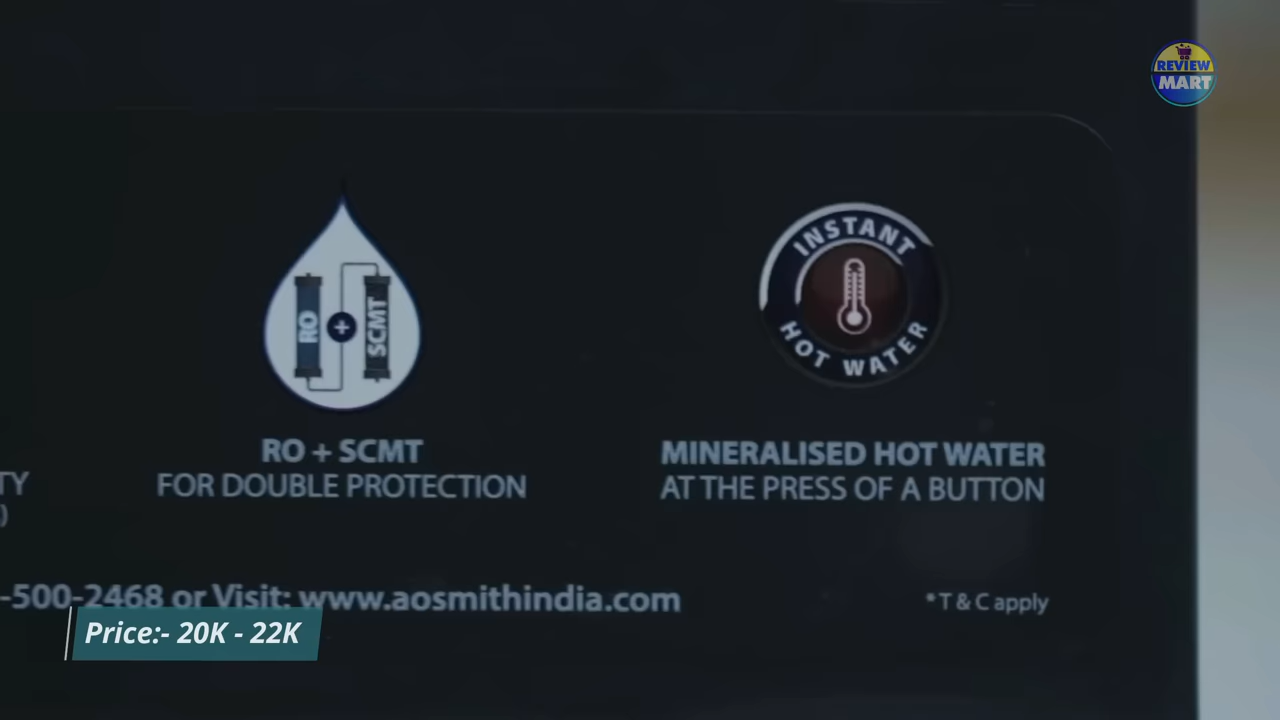 REVIEW
MART
INSTANT
HOT WATER
RO + SCMT
RO + SCMT
FOR DOUBLE PROTECTION
MINERALISED HOT WATER
AT THE PRESS OF A BUTTON
TY
)
-500-2468 or Visit: www.aosmithindia.com
*T & C apply
Price:- 20K - 22K